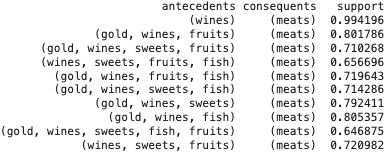 antecedents consequents support
(wines) (meats) 0.994196
(gold, wines, fruits) (meats) 0.801786
(gold, wines, sweets, fruits) (meats) 0.710268
(wines, sweets, fruits, fish) (meats) 0.656696
(gold, wines, fruits, fish) (meats) 0.719643
(gold, wines, sweets, fish) (meats) 0.714286
(gold, wines, sweets) (meats) 0.792411
(gold, wines, fish) (meats) 0.805357
(gold, wines, sweets, fish, fruits) (meats) 0.646875
(wines, sweets, fruits) (meats) 0.720982